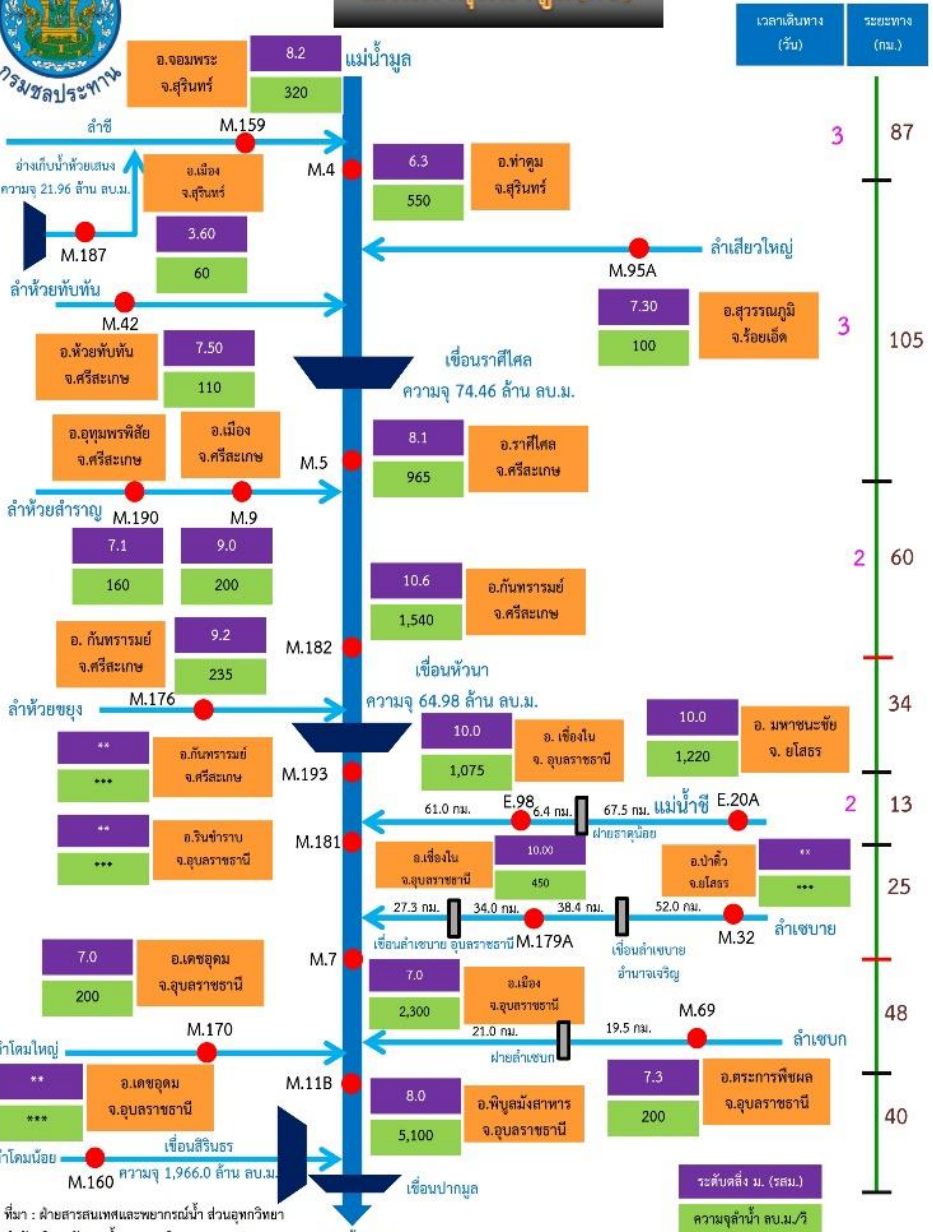 กรมชลประทาน
เวลาเดินทาง
(วัน)
ระยะทาง
(กม.)
อ.จอมพระ
จ.สุรินทร์
8.2
320
แม่น้ำมูล
3
87
ลำชี
M.159
อ่างเก็บน้ำห้วยเสนง
ความจุ 21.96 ล้าน ลบ.ม.
อ.เมือง
จ.สุรินทร์
3.60
60
M.187
M.4
6.3
550
อ.ท่าตูม
จ.สุรินทร์
ลำเสียวใหญ่
M.95A
7.30
100
อ.สุวรรณภูมิ
จ.ร้อยเอ็ด
3
105
ลำห้วยทับทัน
M.42
อ.ห้วยทับทัน
จ.ศรีสะเกษ
7.50
110
เขื่อนราศีไศล
ความจุ 74.46 ล้าน ลบ.ม.
อ.อุทุมพรพิสัย
จ.ศรีสะเกษ
อ.เมือง
จ.ศรีสะเกษ
M.5
8.1
965
อ.ราศีไศล
จ.ศรีสะเกษ
ลำห้วยสำราญ
M.190
M.9
7.1
160
9.0
200
2
60
10.6
1,540
อ.กันทรารมย์
จ.ศรีสะเกษ
M.182
อ. กันทรารมย์
จ.ศรีสะเกษ
9.2
235
เขื่อนหัวนา
ความจุ 64.98 ล้าน ลบ.ม.
ลำห้วยขยุง
M.176
34
10.0
1,075
อ. เขื่องใน
จ. อุบลราชธานี
10.0
1,220
อ. มหาชนะชัย
จ. ยโสธร
**
***
อ.กันทรารมย์
จ.ศรีสะเกษ
M.193
61.0 กม.
E.98
6.4 กม.
67.5 กม.
แม่น้ำชี
E.20A
ฝายธาตุน้อย
2
13
**
***
อ.รินชำราบ
จ.อุบลราชธานี
M.181
อ.เขื่องใน
จ.อุบลราชธานี
10.00
450
อ.ป่าติ้ว
จ.ยโสธร
**
***
25
27.3 กม.
34.0 กม.
38.4 กม.
52.0 กม.
ลำเซบาย
เขื่อนลำเซบาย อุบลราชธานี
M.179A
เขื่อนลำเซบาย
อำนาจเจริญ
M.32
7.0
200
อ.เดชอุดม
จ.อุบลราชธานี
M.7
7.0
2,300
อ.เมือง
จ.อุบลราชธานี
48
M.170
M.69
21.0 กม.
19.5 กม.
ลำเซบก
ฝายลำเซบก
ลำโดมใหญ่
**
***
อ.เดชอุดม
จ.อุบลราชธานี
M.11B
8.0
5,100
อ.พิบูลมังสาหาร
จ.อุบลราชธานี
7.3
200
อ.ตระการพืชผล
จ.อุบลราชธานี
40
ลำโดมน้อย
M.160
เขื่อนสิรินธร
ความจุ 1,966.0 ล้าน ลบ.ม.
เขื่อนปากมูล
ระดับตลิ่ง ม. (รสม.)
ความจุลำน้ำ ลบ.ม/วิ
ที่มา : ฝ่ายสารสนเทศและพยากรณ์น้ำ ส่วนอุทกวิทยา